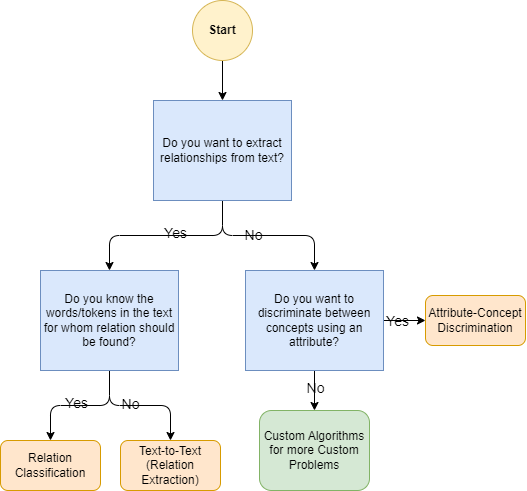 Start
Do you want to extract
relationships from text?
Yes
No
Do you know the
words/tokens in the text
for whom relation should
be found?
Do you want to
discriminate between
concepts using an
attribute?
Yes
Attribute-Concept
Discrimination
Yes
No
No
Relation
Classification
Text-to-Text
(Relation
Extraction)
Custom Algorithms
for more Custom
Problems